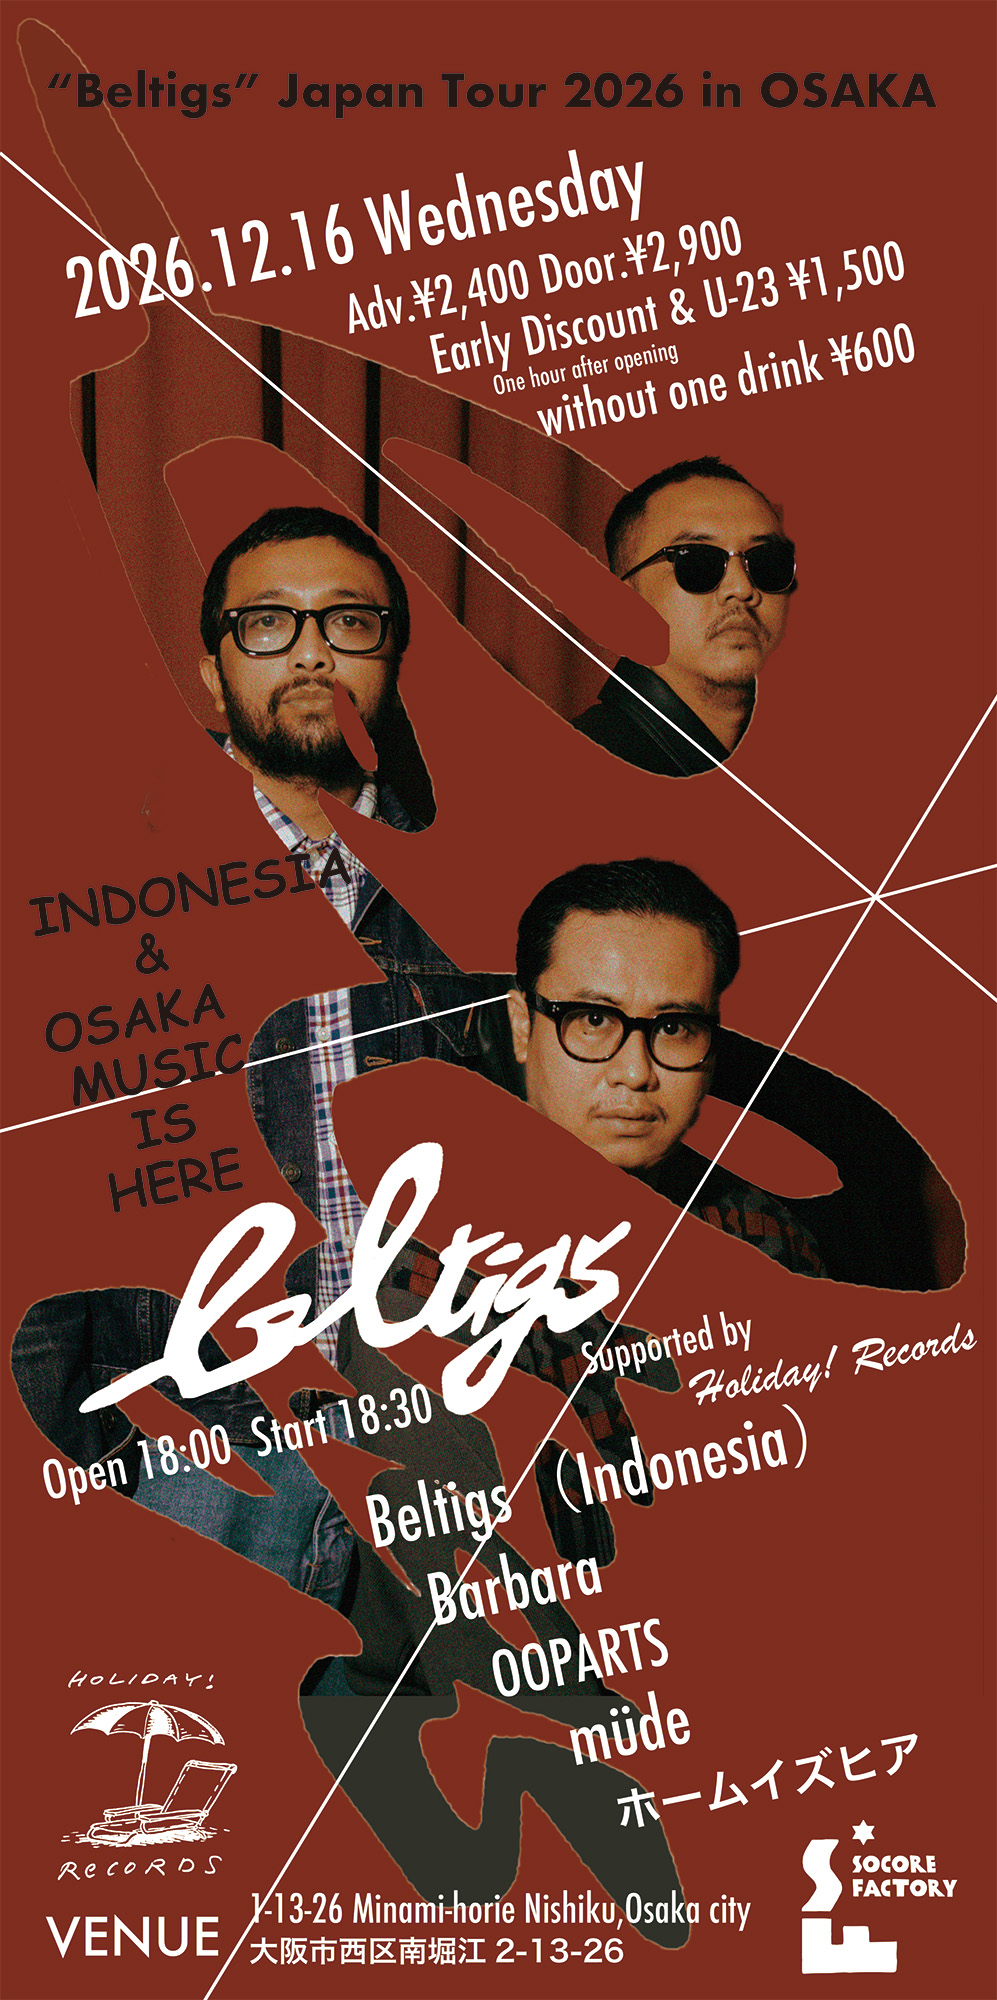 “Beltigs” Japan Tour 2026 in OSAKA
2026.12.16 Wednesday
Adv.¥2,400 Door.¥2,900
Early Discount & U-23 ¥1,500
One hour after opening
without one drink ¥600
INDONESIA
&
OSAKA
MUSIC
IS
HERE
Beltigs
Supported by
Holiday! Records
Open 18:00 Start 18:30
Beltigs （Indonesia）
Barbara
OOPARTS
müde
ホームイズヒア
HOLIDAY!
RECORDS
SOCORE
FACTORY
SF
VENUE
1-13-26 Minami-horie Nishiku,Osaka city
大阪市西区南堀江 2-13-26